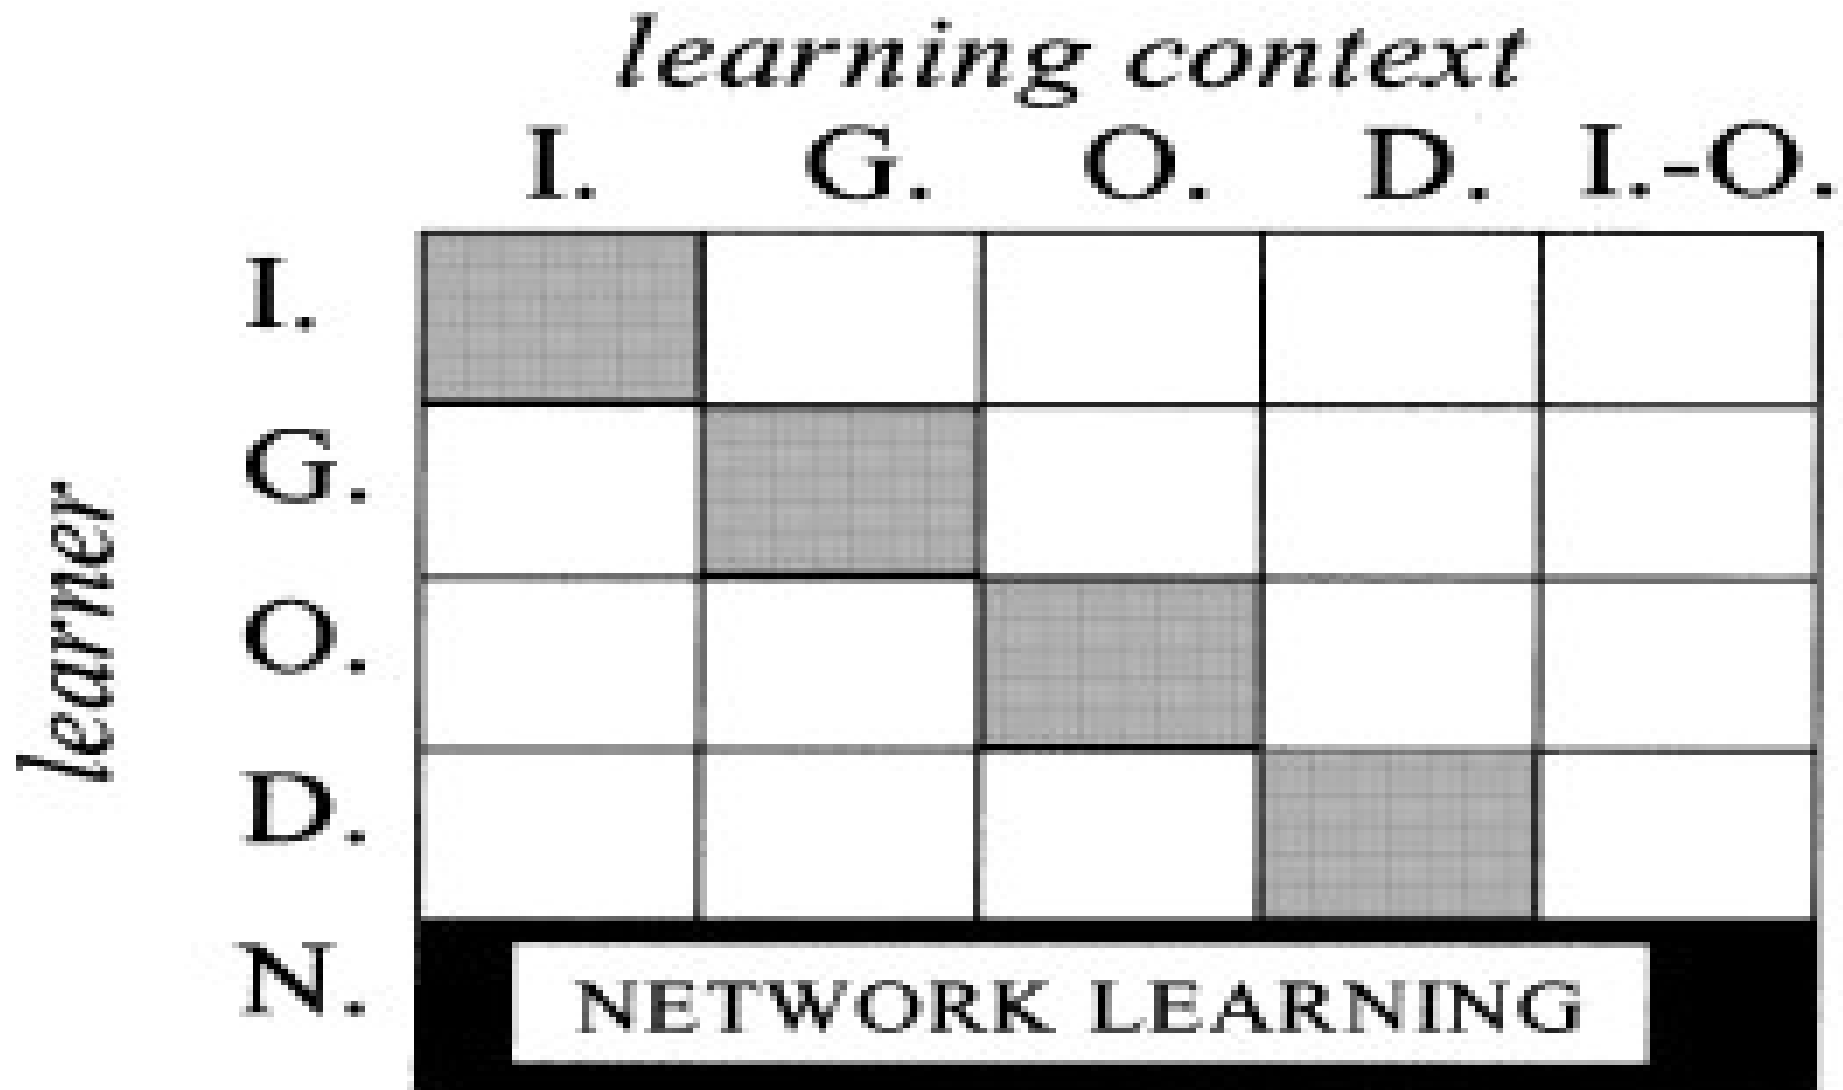 learning context
I. G. O. D. I.-O.
I.
G.
O.
D.
N.
learner
NETWORK LEARNING